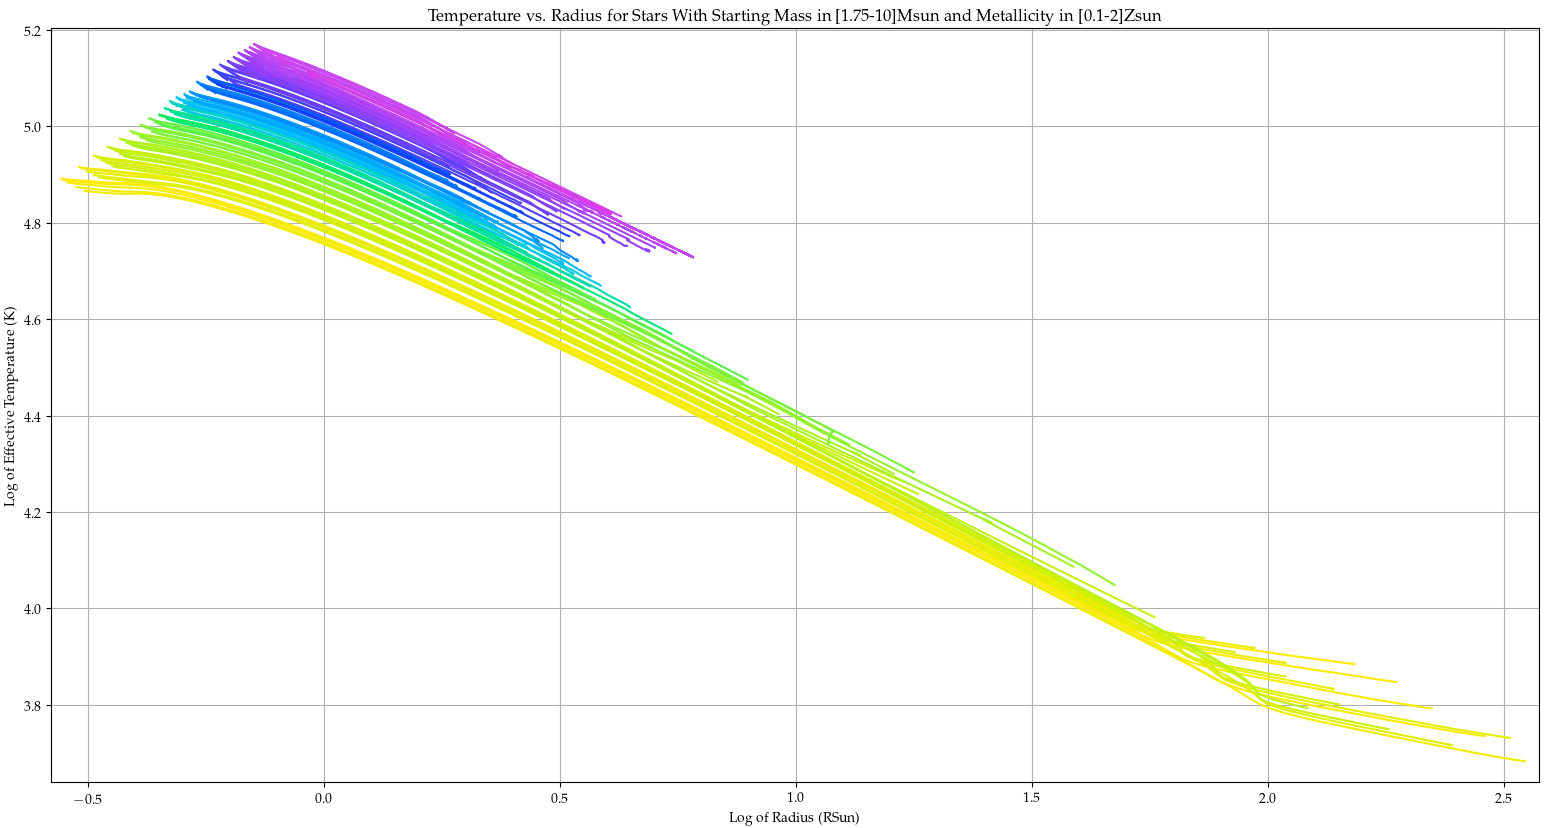 Temperature vs. Radius for Stars With Starting Mass in [1.75-10]Msun and Metallicity in [0.1-2]Zsun
Log of Effective Temperature (K)
5.2
5.0
4.8
4.6
4.4
4.2
4.0
3.8
−0.5 0.0 0.5 1.0 1.5 2.0 2.5
Log of Radius (RSun)